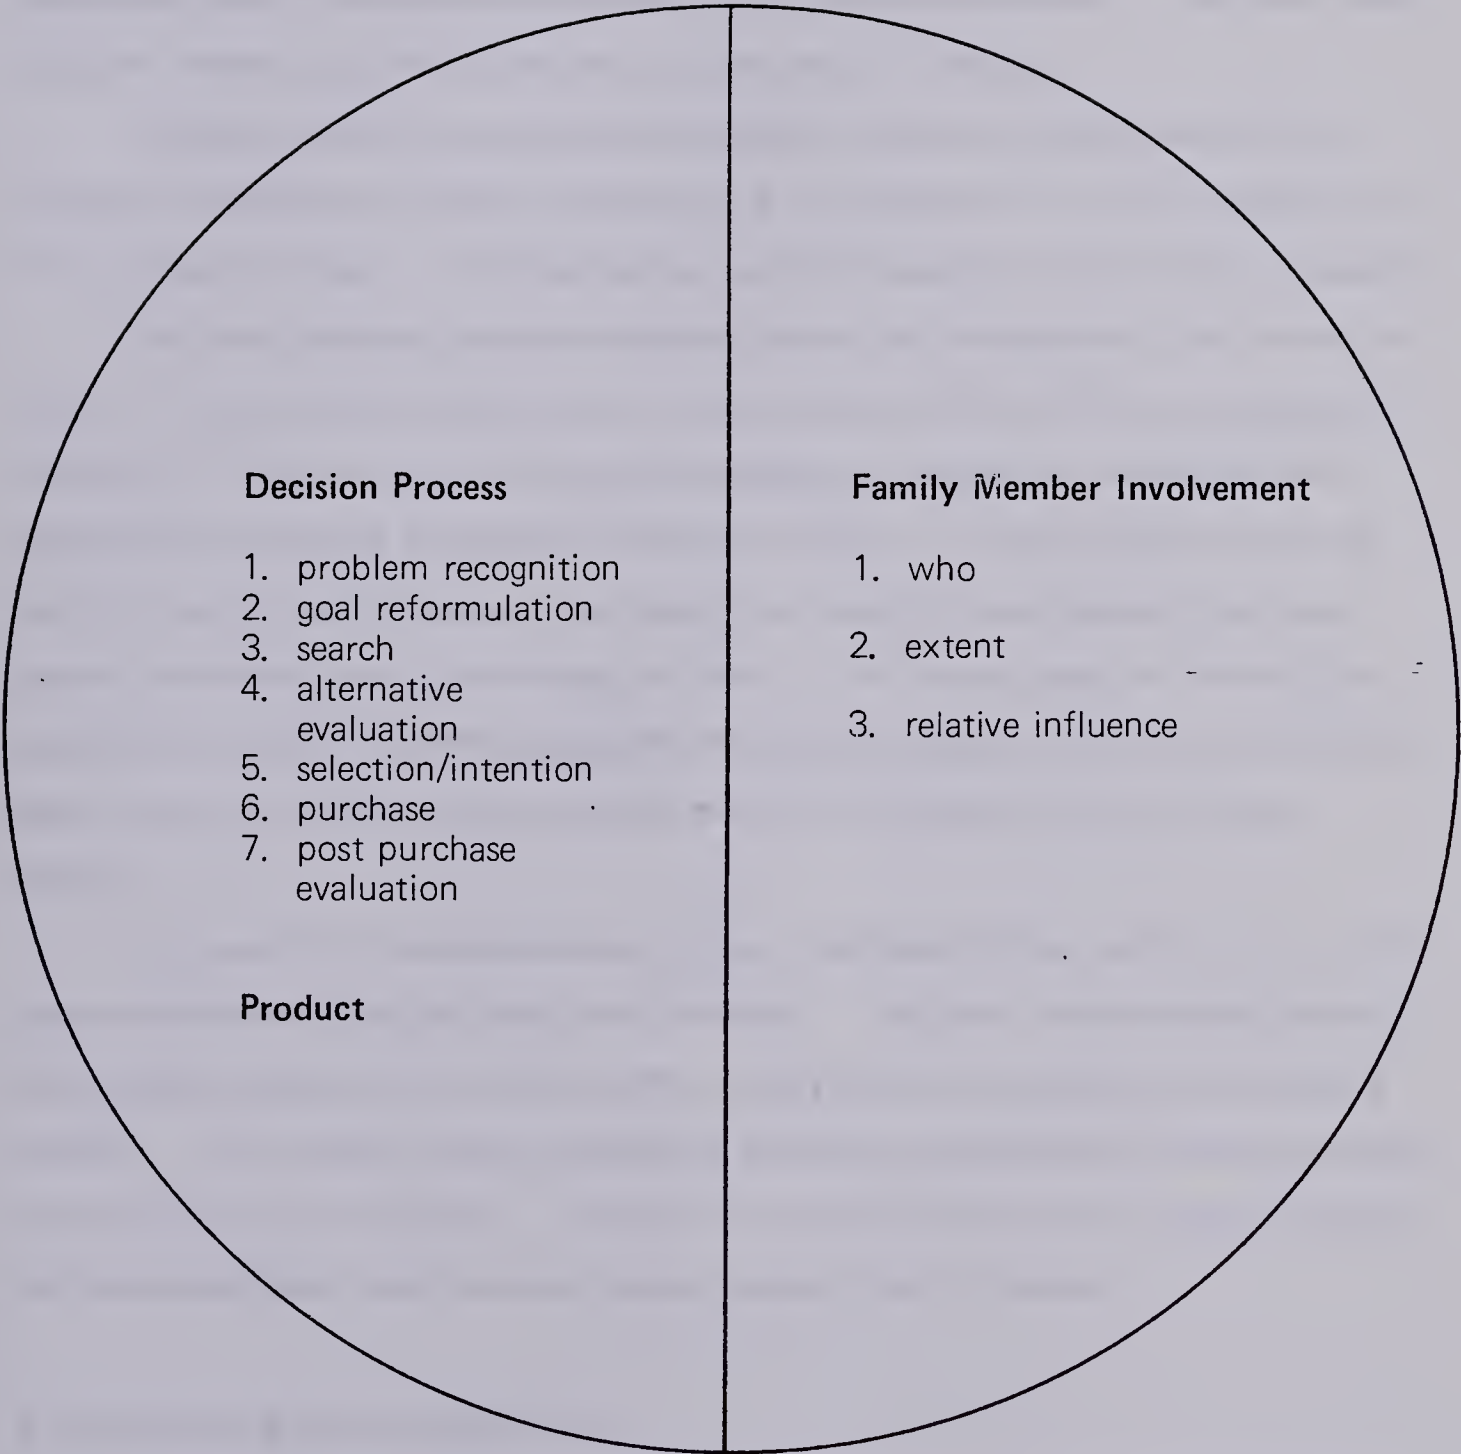 Decision Process
1. problem recognition
2. goal reformulation
3. search
4. alternative
evaluation
5. selection/intention
6. purchase
7. post purchase
evaluation
Product
Family Member Involvement
1. who
2. extent
3. relative influence